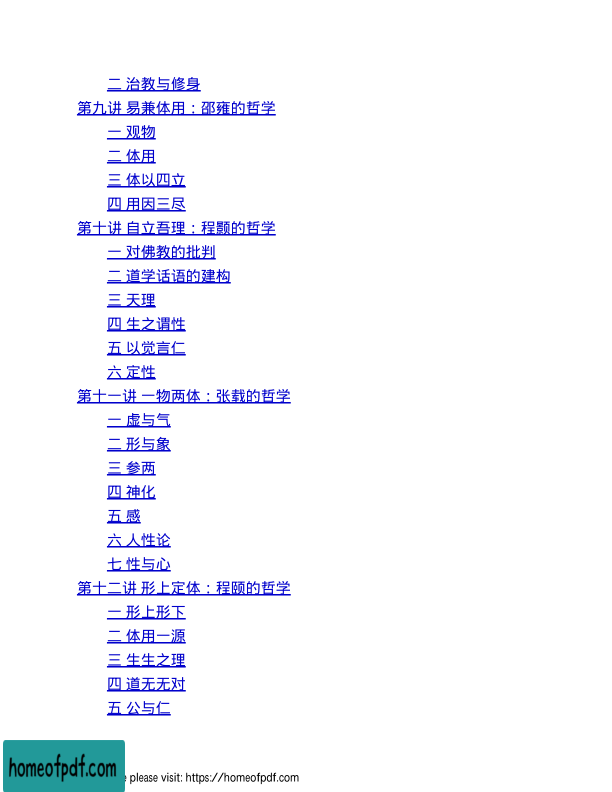 二 治教与修身
第九讲 易兼体用：邵雍的哲学
一 观物
二 体用
三 体以四立
四 用因三尽
第十讲 自立吾理：程颢的哲学
一 对佛教的批判
二 道学话语的建构
三 天理
四 生之谓性
五 以觉言仁
六 定性
第十一讲 一物两体：张载的哲学
一 虚与气
二 形与象
三 参两
四 神化
五 感
六 人性论
七 性与心
第十二讲 形上定体：程颐的哲学
一 形上形下
二 体用一源
三 生生之理
四 道无无对
五 公与仁
homeofpdf.com
e please visit: https://homeofpdf.com